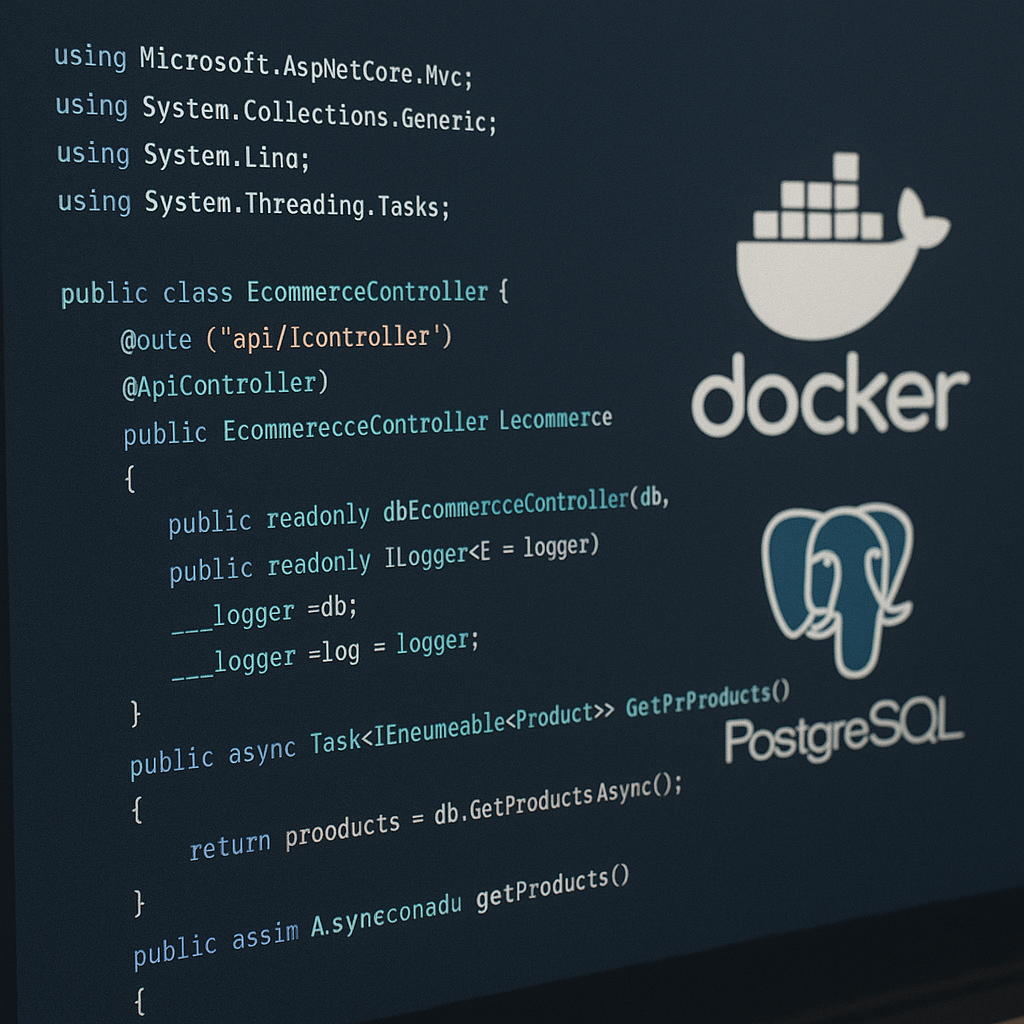 using Microsoft.AspNetCore.Mvc;
using System.Collections.Generic;
using System.Linq;
using System.Threading.Tasks;
public class EcommerceController {
@oute ("api/Icontroller')
@ApiController)
public EcommerecceController Lecommerce
{
public readonly dbEcommercceController(db,
public readonly ILogger<E = logger)
___logger =db;
___logger =log = logger;
}
public async Task<IEneumeable<Product>> GetPrProducts()
{
return prooducts = db.GetProductsAsync();
}
public assim A.syneconadu getProducts()
{
docker
PostgreSQL